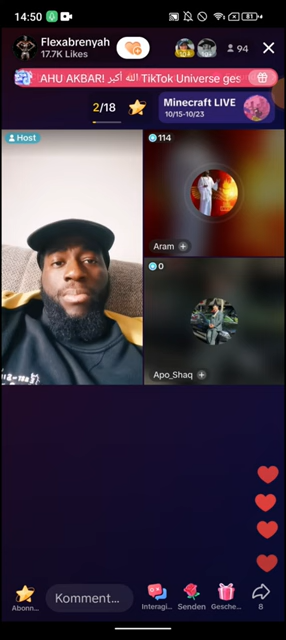 14:50
81
Flexabrenyah
17.7K Likes
94
AHU AKBAR! الله أكبر TikTok Universe ges
2/18
Minecraft LIVE
10/15-10/23
Host
114
Aram +
0
Apo_Shaq +
Abonn...
Komment...
Interagi...
Senden
Gesche...
8